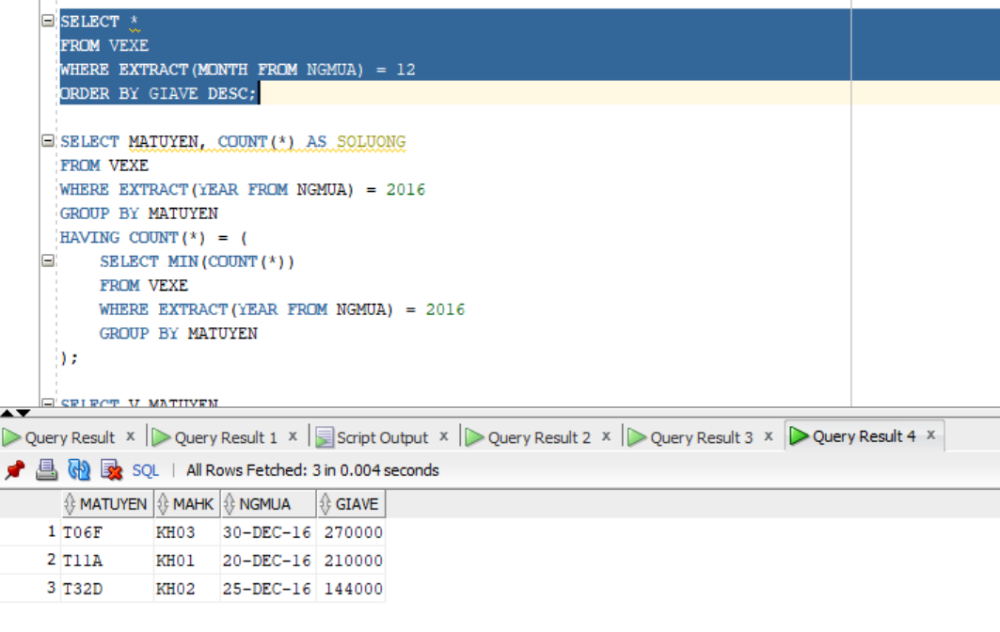 SELECT *
FROM VEXE
WHERE EXTRACT(MONTH FROM NGMUA) = 12
ORDER BY GIAVE DESC;
SELECT MATUYEN, COUNT(*) AS SOLUONG
FROM VEXE
WHERE EXTRACT(YEAR FROM NGMUA) = 2016
GROUP BY MATUYEN
HAVING COUNT(*) = (
SELECT MIN(COUNT(*))
FROM VEXE
WHERE EXTRACT(YEAR FROM NGMUA) = 2016
GROUP BY MATUYEN
);
SELECT V MATUYEN
Query Result x Query Result 1 x Script Output x Query Result 2 x Query Result 3 x Query Result 4 x
SQL | All Rows Fetched: 3 in 0.004 seconds
MATUYEN MAHK NGMUA GIAVE
1 T06F KH03 30-DEC-16 270000
2 T11A KH01 20-DEC-16 210000
3 T32D KH02 25-DEC-16 144000